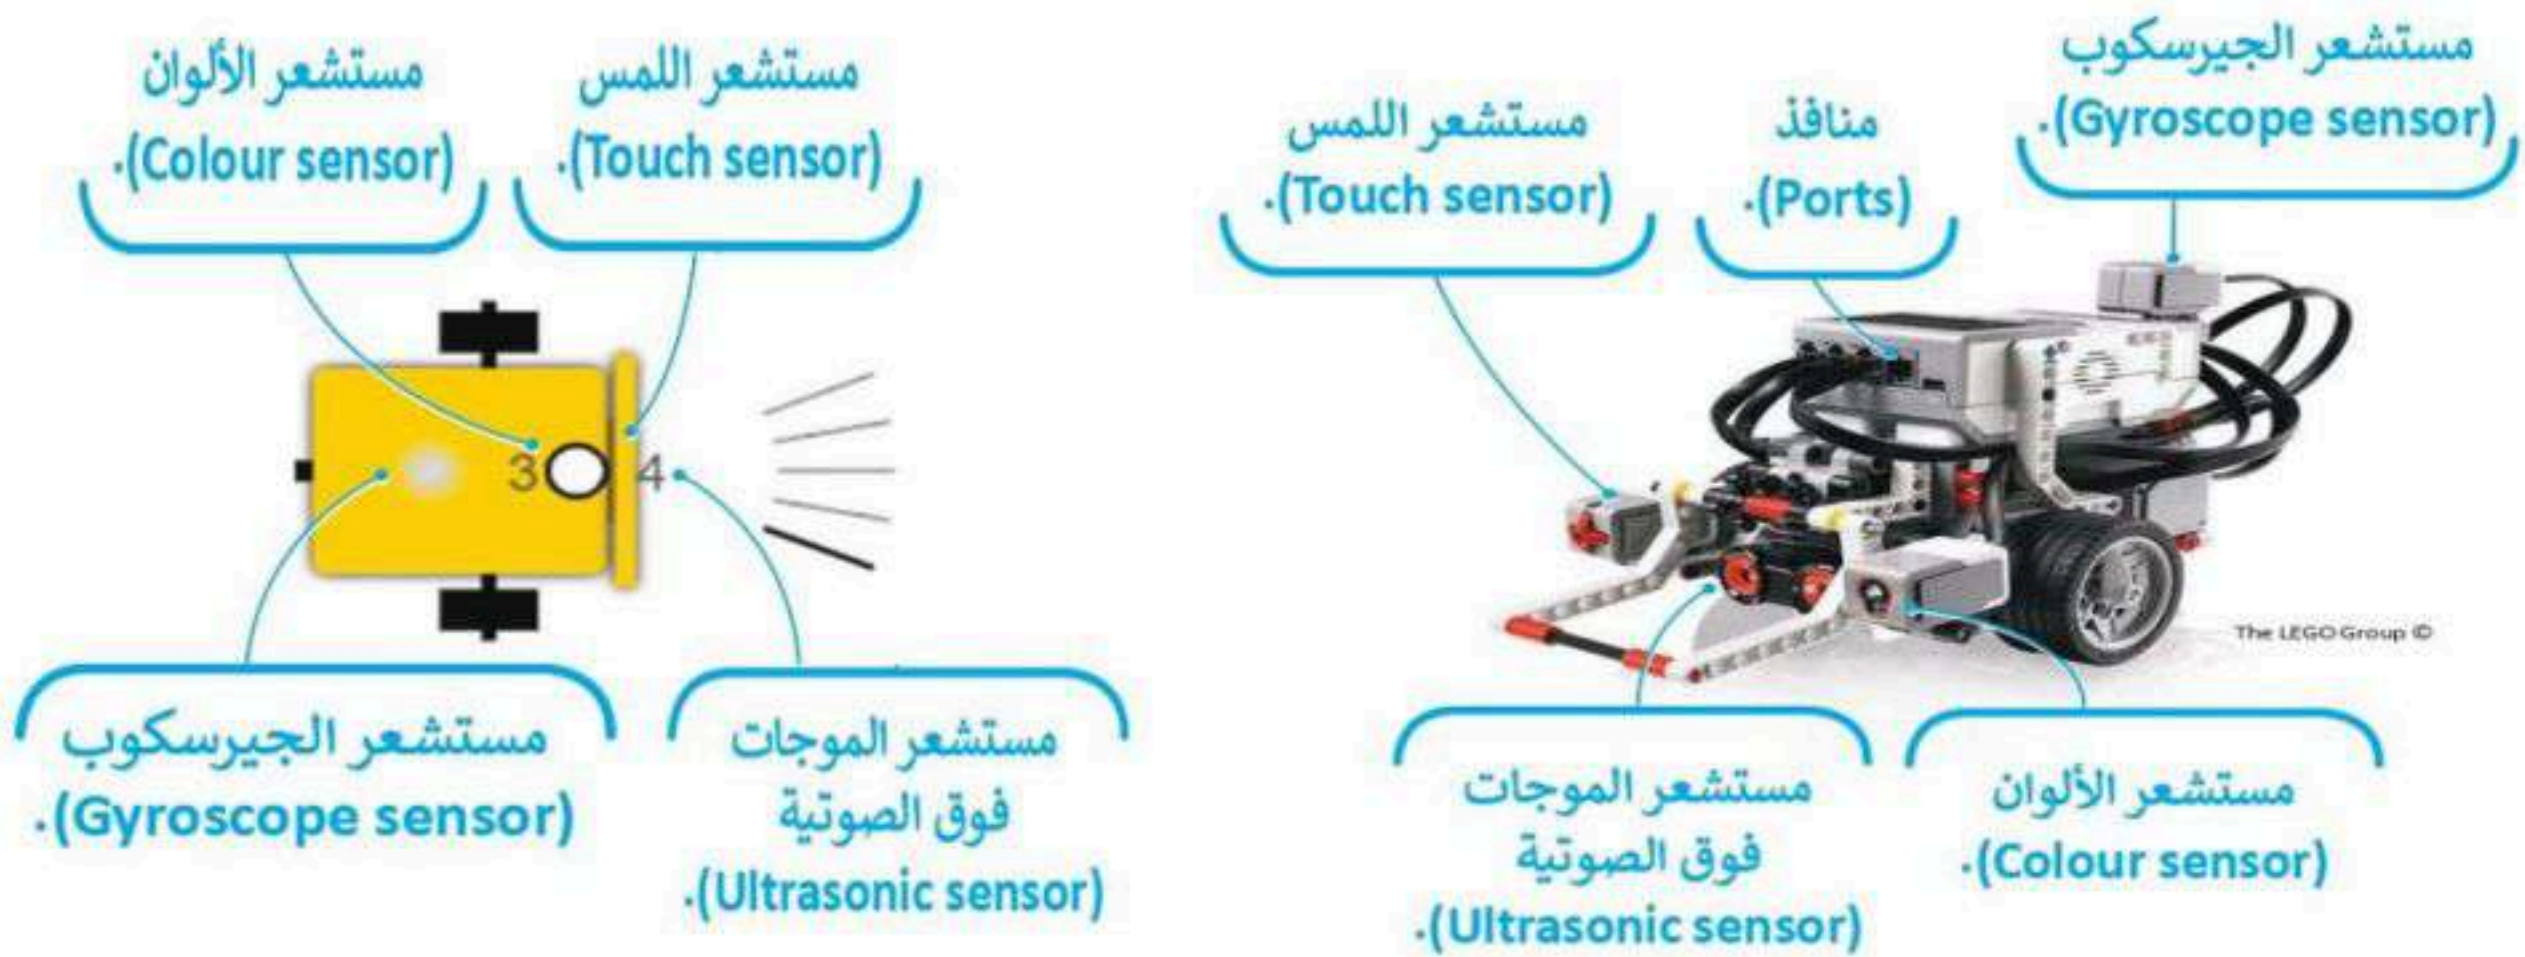 مستشعر الجيرسكوب
(Gyroscope sensor).
منافذ
(Ports).
مستشعر اللمس
(Touch sensor).
مستشعر اللمس
(Touch sensor).
مستشعر الألوان
(Colour sensor).
3
4
The LEGO Group ©
مستشعر الألوان
(Colour sensor).
مستشعر الموجات
فوق الصوتية
(Ultrasonic sensor).
مستشعر الموجات
فوق الصوتية
(Ultrasonic sensor).
مستشعر الجيرسكوب
(Gyroscope sensor).